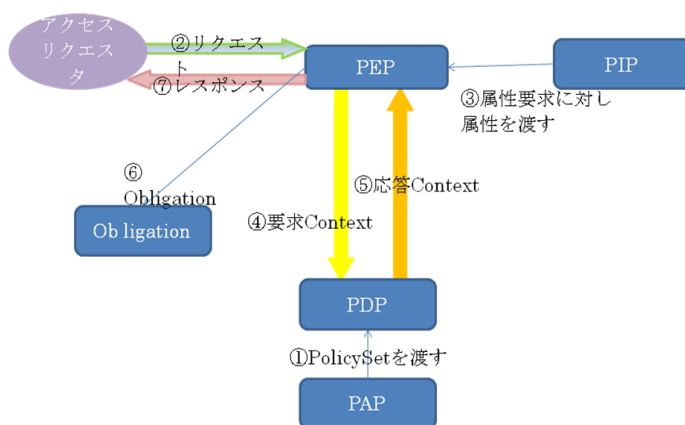 アクセス
リクエス
タ
②リクエス
ト
⑦レスポンス
PEP
PIP
③属性要求に対し
属性を渡す
⑥
Obligation
Ob ligation
⑤応答Context
④要求Context
PDP
①PolicySetを渡す
PAP